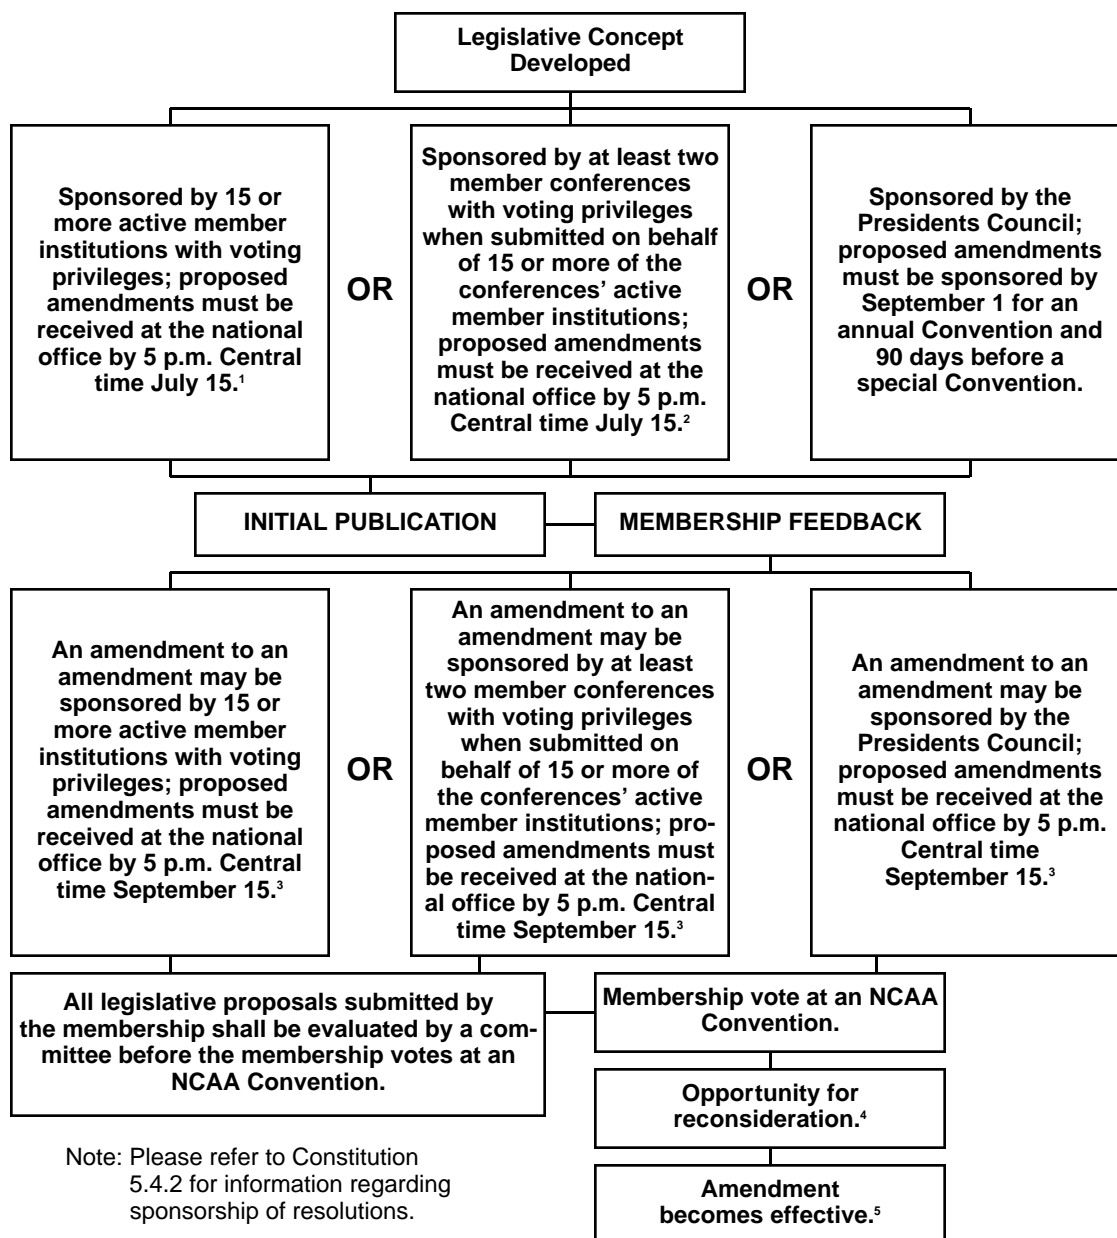 Legislative Concept
Developed
Sponsored by 15 or
more active member
institutions with voting
privileges; proposed
amendments must be
received at the national
office by 5 p.m. Central
time July 15.¹
OR
Sponsored by at least two
member conferences
with voting privileges
when submitted on behalf
of 15 or more of the
conferences’ active
member institutions;
proposed amendments
must be received at the
national office by 5 p.m.
Central time July 15.²
OR
Sponsored by the
Presidents Council;
proposed amendments
must be sponsored by
September 1 for an
annual Convention and
90 days before a
special Convention.
INITIAL PUBLICATION
MEMBERSHIP FEEDBACK
An amendment to an
amendment may be
sponsored by 15 or
more active member
institutions with voting
privileges; proposed
amendments must be
received at the national
office by 5 p.m. Central
time September 15.³
OR
An amendment to an
amendment may be
sponsored by at least
two member conferences
with voting privileges
when submitted on
behalf of 15 or more of
the conferences’ active
member institutions; pro-
posed amendments must
be received at the nation-
al office by 5 p.m. Central
time September 15.³
OR
An amendment to an
amendment may be
sponsored by the
Presidents Council;
proposed amendments
must be received at the
national office by 5 p.m.
Central time
September 15.³
All legislative proposals submitted by
the membership shall be evaluated by a com-
mittee before the membership votes at an
NCAA Convention.
Membership vote at an NCAA
Convention.
Opportunity for
reconsideration.⁴
Amendment
becomes effective.⁵
Note: Please refer to Constitution
5.4.2 for information regarding
sponsorship of resolutions.